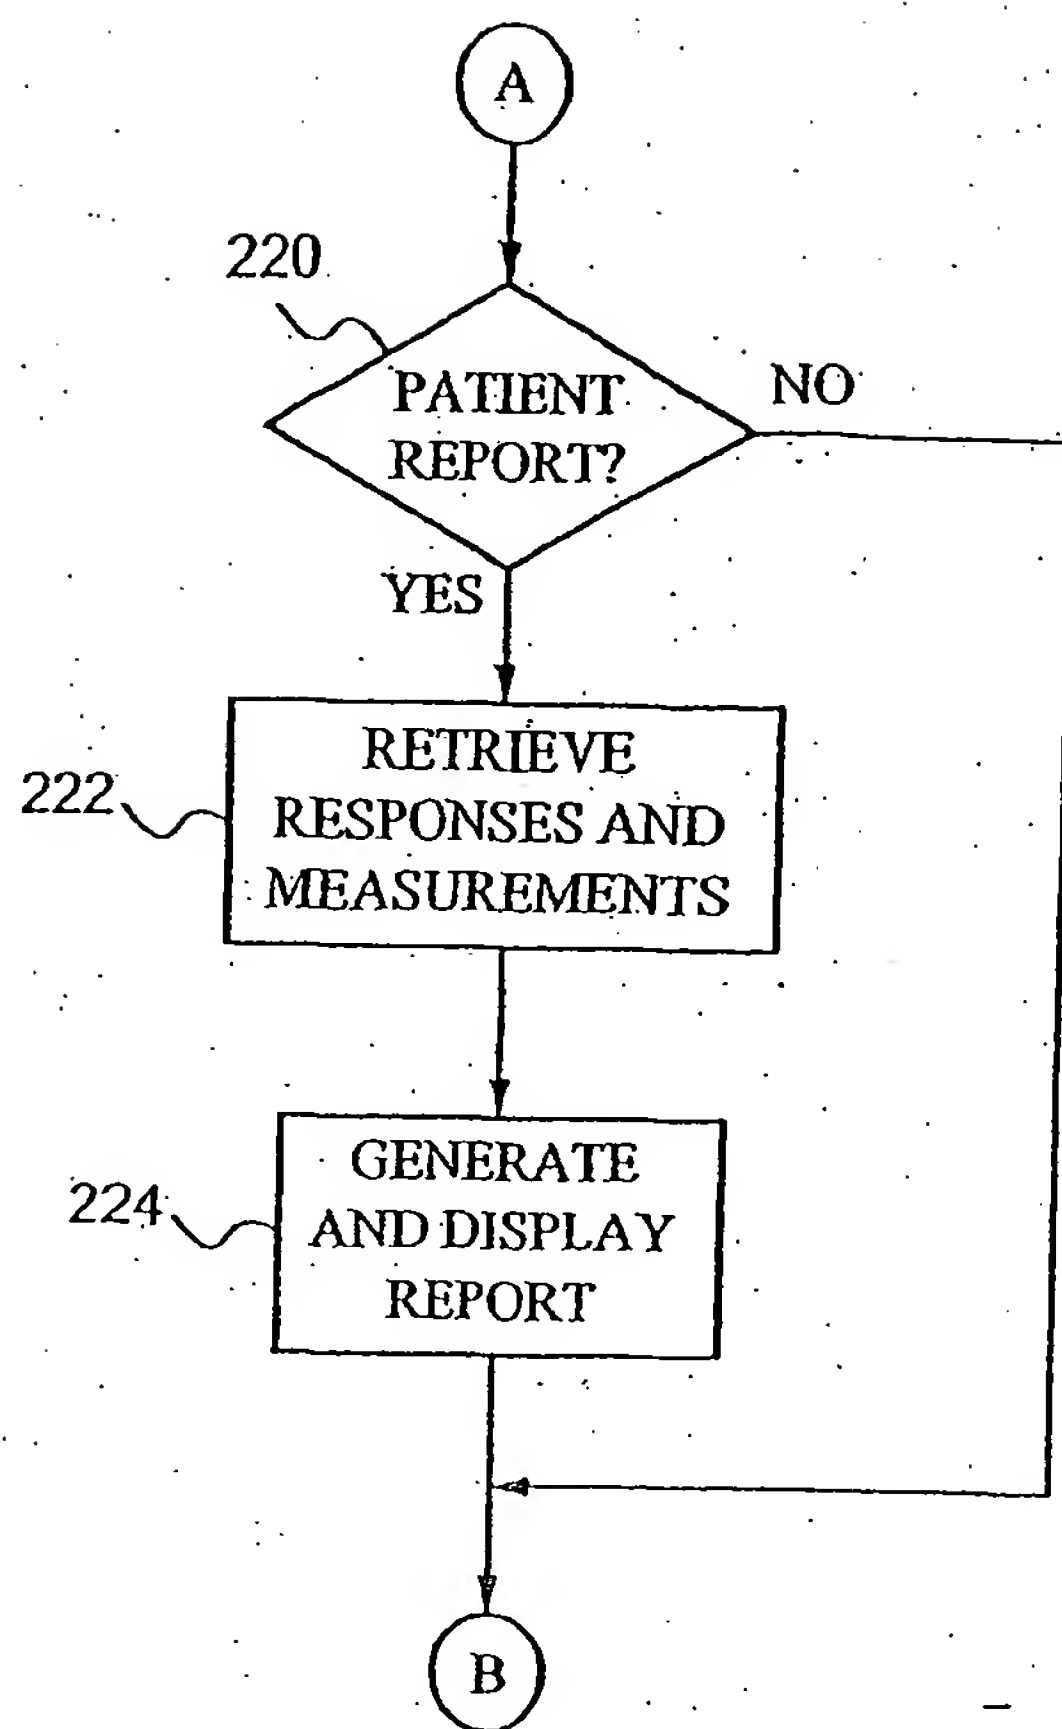 A
220
PATIENT
REPORT?
NO
YES
222
RETRIEVE
RESPONSES AND
MEASUREMENTS
224
GENERATE
AND DISPLAY
REPORT
B